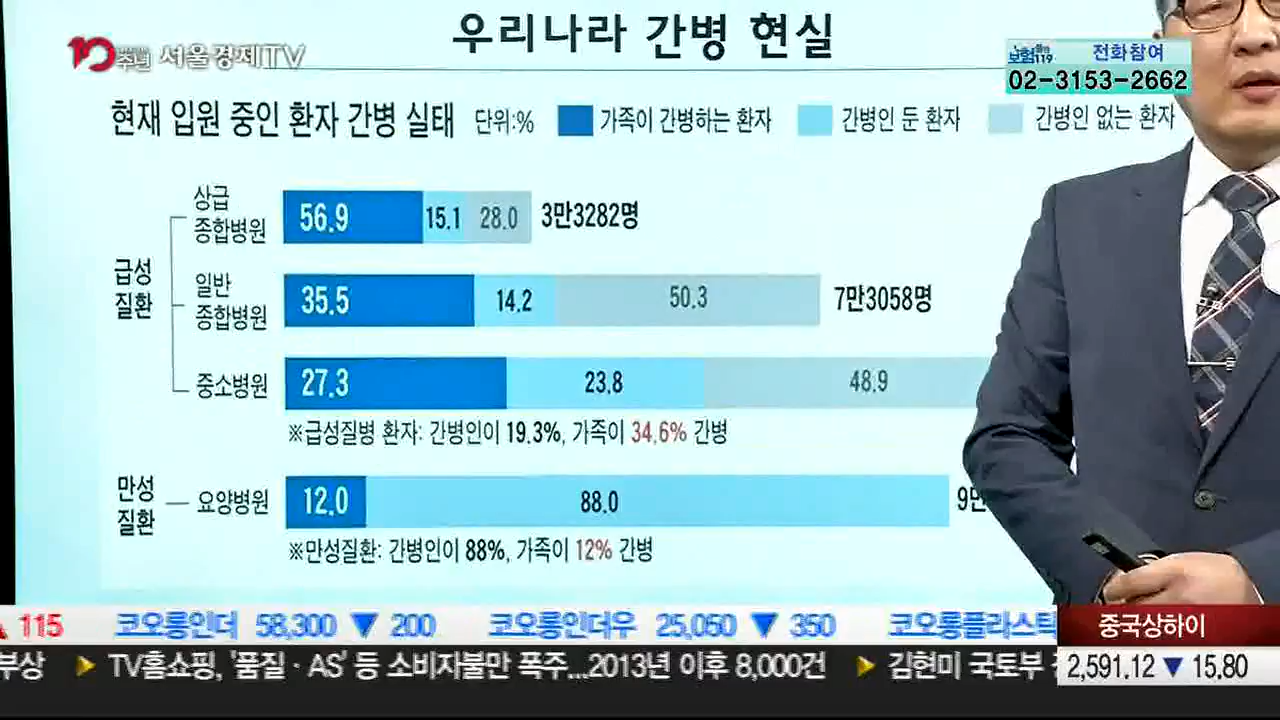 우리나라 간병 현실
10주년 서울경제TV
보험119 전화참여
02-3153-2662
현재 입원 중인 환자 간병 실태 단위:% 가족이 간병하는 환자 간병인 둔 환자 간병인 없는 환자
급성
질환
상급
종합병원
56.9 15.1 28.0 3만3282명
일반
종합병원
35.5 14.2 50.3 7만3058명
중소병원 27.3 23.8 48.9
※급성질병 환자: 간병인이 19.3%, 가족이 34.6% 간병
만성
질환
요양병원 12.0 88.0 9만
※만성질환: 간병인이 88%, 가족이 12% 간병
▲ 115 코오롱인더 58,300 ▼ 200 코오롱인더우 25,050 ▼ 350 코오롱플라스틱
중국상하이
부상 ▶ TV홈쇼핑, '품질·AS' 등 소비자불만 폭주...2013년 이후 8,000건 ▶ 김현미 국토부
2,591.12 ▼ 15.80